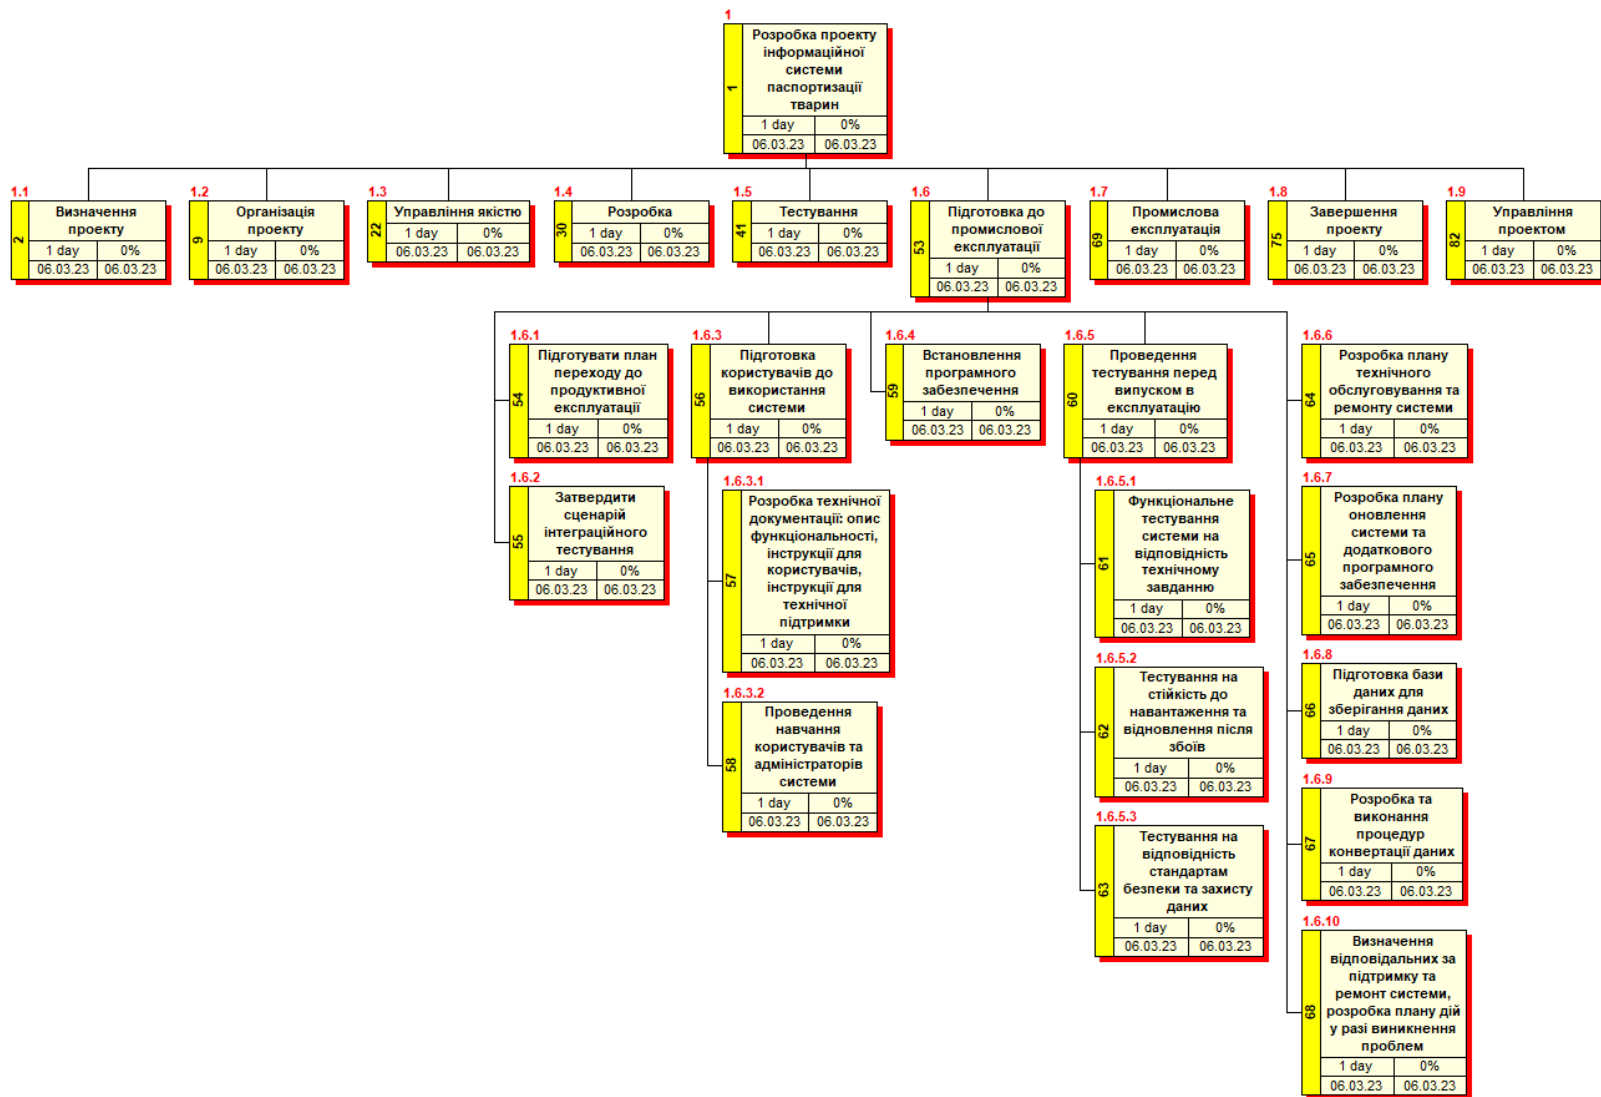 1
1
Розробка проекту
інформаційної
системи
паспортизації
тварин
1 day 0%
06.03.23 06.03.23
1.1
2
Визначення
проекту
1 day 0%
06.03.23 06.03.23
1.2
9
Організація
проекту
1 day 0%
06.03.23 06.03.23
1.3
22
Управління якістю
1 day 0%
06.03.23 06.03.23
1.4
30
Розробка
1 day 0%
06.03.23 06.03.23
1.5
41
Тестування
1 day 0%
06.03.23 06.03.23
1.6
53
Підготовка до
промислової
експлуатації
1 day 0%
06.03.23 06.03.23
1.7
69
Промислова
експлуатація
1 day 0%
06.03.23 06.03.23
1.8
75
Завершення
проекту
1 day 0%
06.03.23 06.03.23
1.9
82
Управління
проектом
1 day 0%
06.03.23 06.03.23
1.6.1
54
Підготувати план
переходу до
продуктивної
експлуатації
1 day 0%
06.03.23 06.03.23
1.6.2
55
Затвердити
сценарій
інтеграційного
тестування
1 day 0%
06.03.23 06.03.23
1.6.3
56
Підготовка
користувачів до
використання
системи
1 day 0%
06.03.23 06.03.23
1.6.3.1
57
Розробка технічної
документації: опис
функціональності,
інструкції для
користувачів,
інструкції для
технічної
підтримки
1 day 0%
06.03.23 06.03.23
1.6.3.2
58
Проведення
навчання
користувачів та
адміністраторів
системи
1 day 0%
06.03.23 06.03.23
1.6.4
59
Встановлення
програмного
забезпечення
1 day 0%
06.03.23 06.03.23
1.6.5
60
Проведення
тестування перед
випуском в
експлуатацію
1 day 0%
06.03.23 06.03.23
1.6.5.1
61
Функціональне
тестування
системи на
відповідність
технічному
завданню
1 day 0%
06.03.23 06.03.23
1.6.5.2
62
Тестування на
стійкість до
навантаження та
відновлення після
збоїв
1 day 0%
06.03.23 06.03.23
1.6.5.3
63
Тестування на
відповідність
стандартам
безпеки та захисту
даних
1 day 0%
06.03.23 06.03.23
1.6.6
64
Розробка плану
технічного
обслуговування та
ремонту системи
1 day 0%
06.03.23 06.03.23
1.6.7
65
Розробка плану
оновлення
системи та
додаткового
програмного
забезпечення
1 day 0%
06.03.23 06.03.23
1.6.8
66
Підготовка бази
даних для
зберігання даних
1 day 0%
06.03.23 06.03.23
1.6.9
67
Розробка та
виконання
процедур
конвертації даних
1 day 0%
06.03.23 06.03.23
1.6.10
68
Визначення
відповідальних за
підтримку та
ремонт системи,
розробка плану дій
у разі виникнення
проблем
1 day 0%
06.03.23 06.03.23